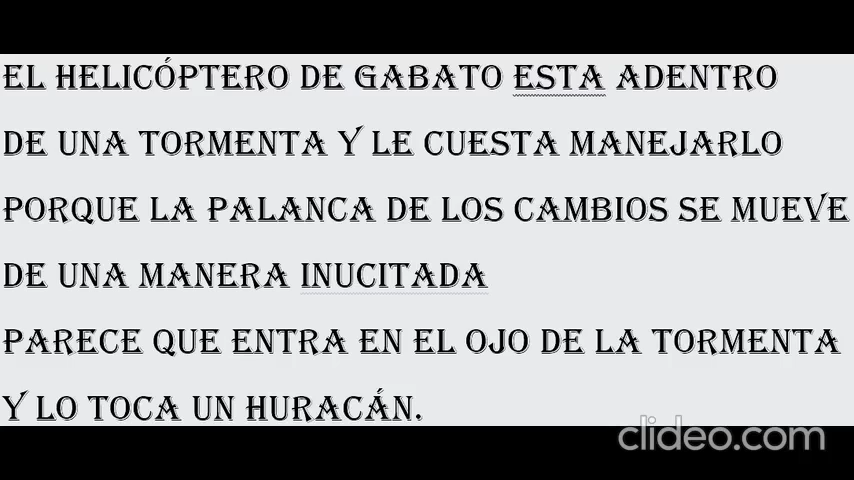 EL HELICÓPTERO DE GABATO ESTA ADENTRO
DE UNA TORMENTA Y LE CUESTA MANEJARLO
PORQUE LA PALANCA DE LOS CAMBIOS SE MUEVE
DE UNA MANERA INUCITADA
PARECE QUE ENTRA EN EL OJO DE LA TORMENTA
Y LO TOCA UN HURACÁN.
clideo.com